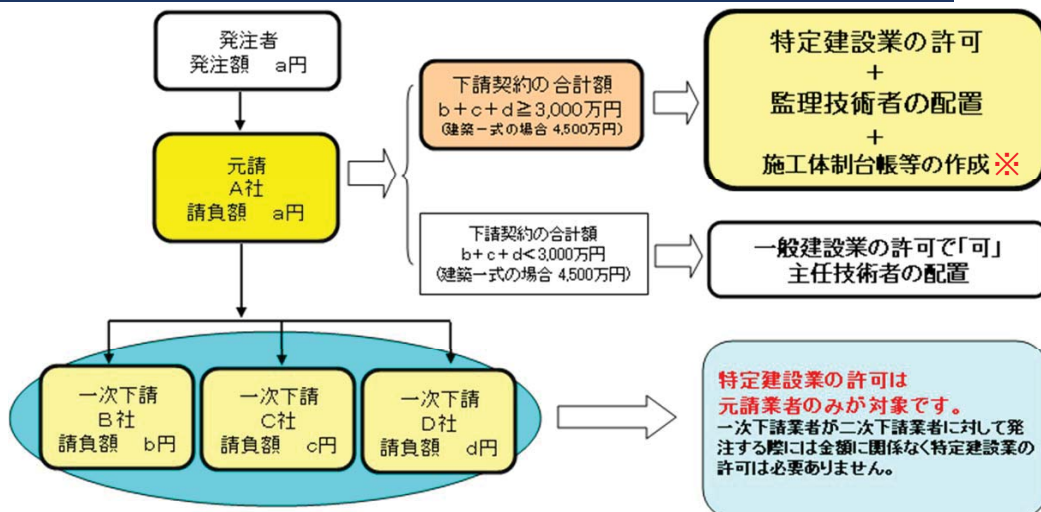 発注者
発注額　a円
元請
A社
請負額　a円
下請契約の合計額
b+c+d≧3,000万円
(建築一式の場合 4,500万円)
特定建設業の許可
+
監理技術者の配置
+
施工体制台帳等の作成※
下請契約の合計額
b+c+d<3,000万円
(建築一式の場合 4,500万円)
一般建設業の許可で「可」
主任技術者の配置
一次下請
B社
請負額　b円
一次下請
C社
請負額　c円
一次下請
D社
請負額　d円
特定建設業の許可は
元請業者のみが対象です。
一次下請業者が二次下請業者に対して発
注する際には金額に関係なく特定建設業の
許可は必要ありません。